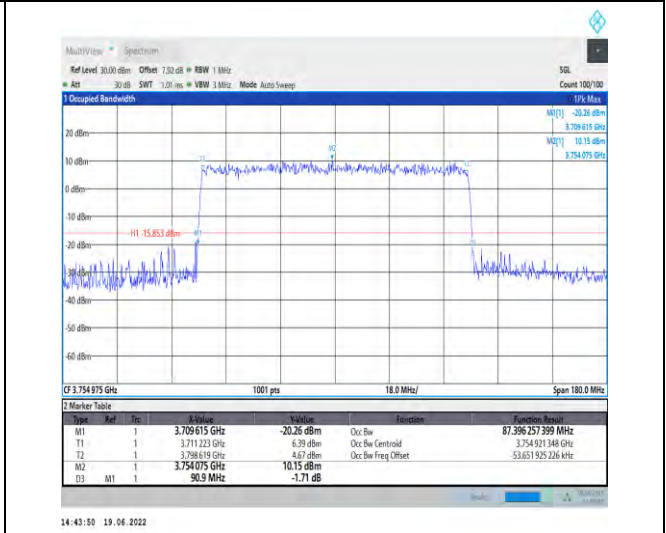 MultiView Spectrum
Ref Level 30.00 dBm Offset 7.92 dB RBW 1 MHz SGL
Att 30 dB SWT 1.01 ms VBW 3 MHz Mode Auto Sweep Count 100/100
1 Occupied Bandwidth 1Pk Max
M1[1] -20.26 dBm
3.709 615 GHz
M2[1] 10.15 dBm
3.754 075 GHz
20 dBm
M2
10 dBm
0 dBm
-10 dBm
H1 -15.853 dBm
-20 dBm
-40 dBm
-50 dBm
-60 dBm
CF 3.754 975 GHz 1001 pts 18.0 MHz/ Span 180.0 MHz
2 Marker Table
Type Ref Trc X-Value Y-Value Function Function Result
M1 1 3.709 615 GHz -20.26 dBm Occ Bw 87.396 257 399 MHz
T1 1 3.711 223 GHz 6.39 dBm Occ Bw Centroid 3.754 921 348 GHz
T2 1 3.798 619 GHz 4.67 dBm Occ Bw Freq Offset -53.651 925 226 kHz
M2 1 3.754 075 GHz 10.15 dBm
D3 M1 1 90.9 MHz -1.71 dB
14:43:50 19.06.2022